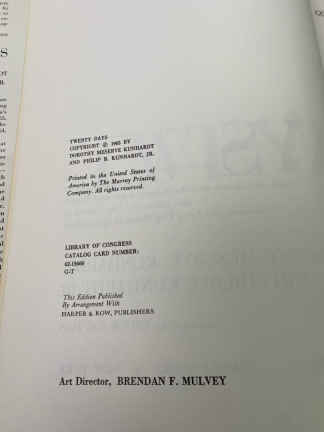 TWENTY DAYS
COPYRIGHT © 1965 BY
DOROTHY MESERVE KUNHARDT
AND PHILIP B. KUNHARDT, JR.
Printed in the United States of
America by The Murray Printing
Company. All rights reserved.
LIBRARY OF CONGRESS
CATALOG CARD NUMBER:
62-15660
G-T
This Edition Published
By Arrangement With
HARPER & ROW, PUBLISHERS
Art Director, BRENDAN F. MULVEY